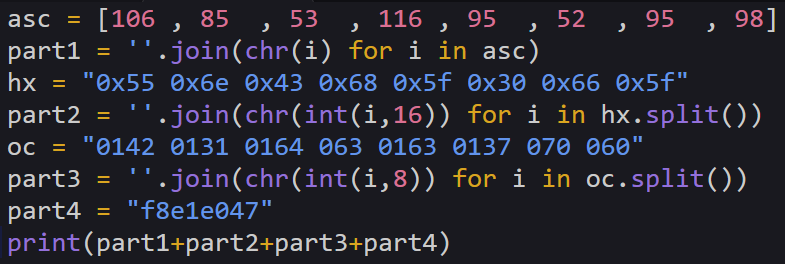 asc = [106 , 85  , 53  , 116 , 95  , 52  , 95  , 98]
part1 = ''.join(chr(i) for i in asc)
hx = "0x55 0x6e 0x43 0x68 0x5f 0x30 0x66 0x5f"
part2 = ''.join(chr(int(i,16)) for i in hx.split())
oc = "0142 0131 0164 063 0163 0137 070 060"
part3 = ''.join(chr(int(i,8)) for i in oc.split())
part4 = "f8e1e047"
print(part1+part2+part3+part4)